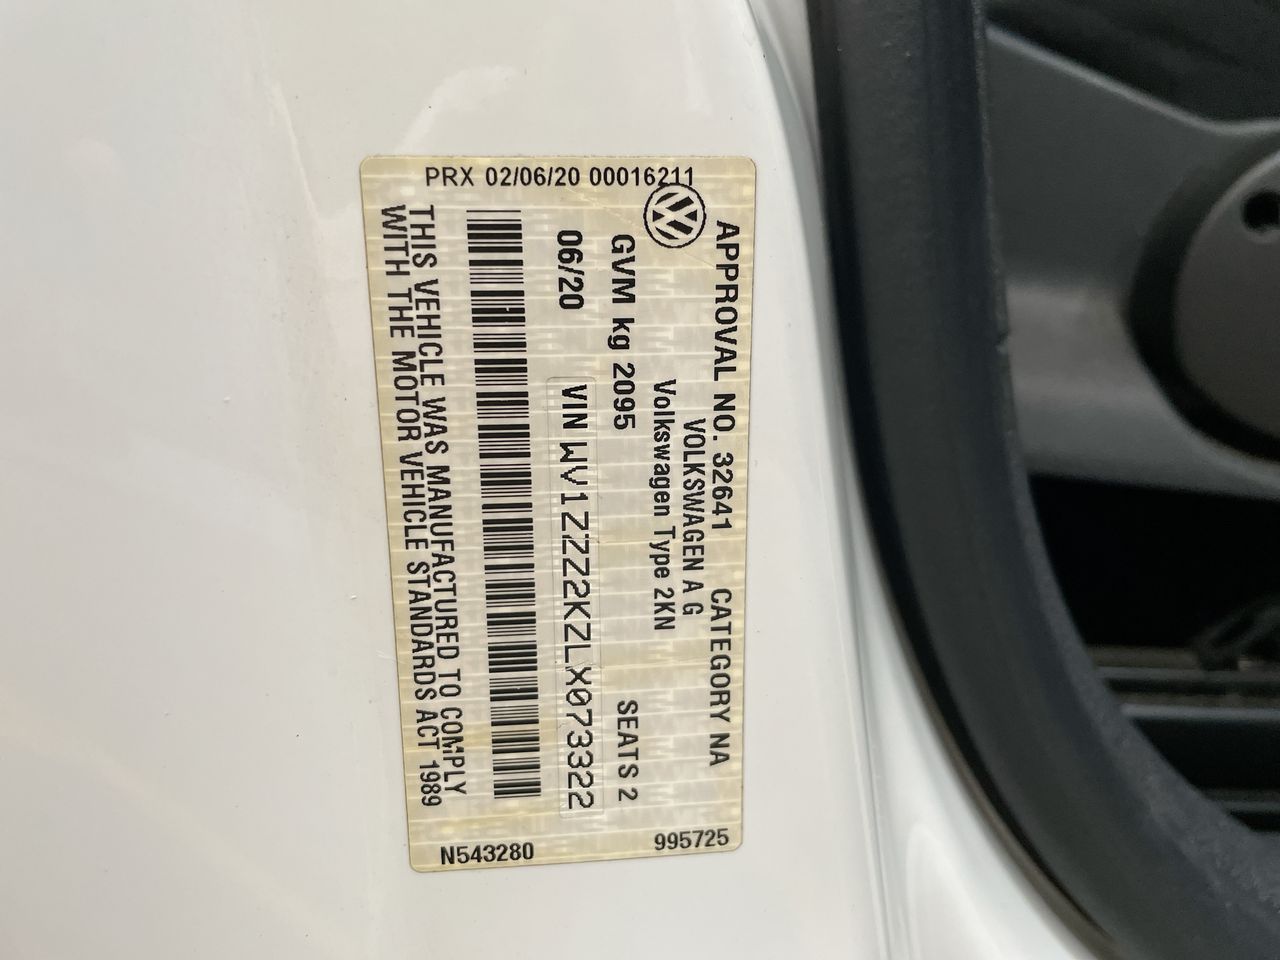 PRX 02/06/20 00016211
APPROVAL NO. 32641 CATEGORY NA
VOLKSWAGEN A G
Volkswagen Type 2KN
GVM kg 2095 SEATS 2
06/20 VIN WV1ZZZ2KZLX073322
THIS VEHICLE WAS MANUFACTURED TO COMPLY
WITH THE MOTOR VEHICLE STANDARDS ACT 1989
N543280 995725